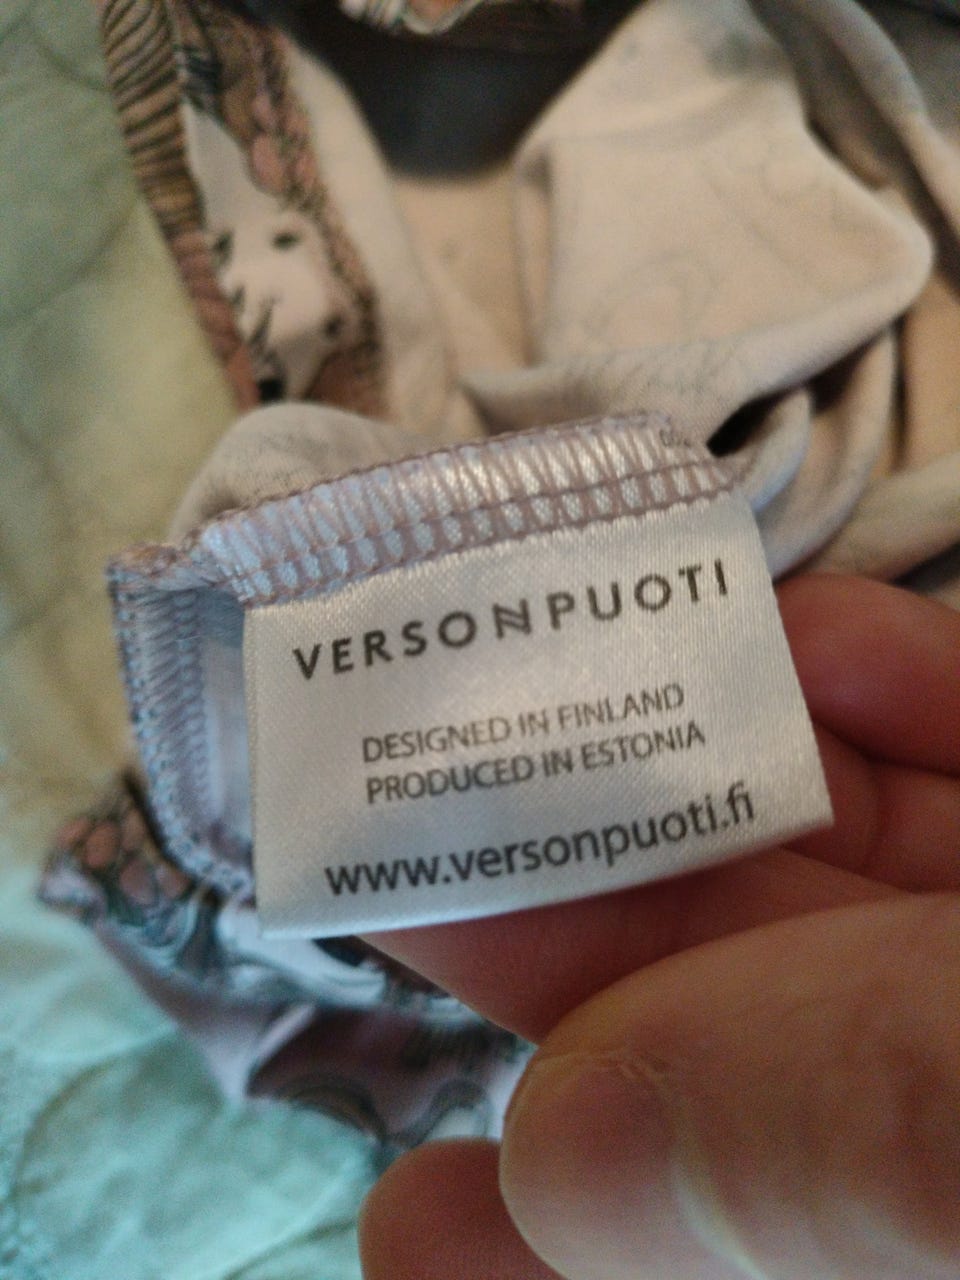 VERSONPUOTI
DESIGNED IN FINLAND
PRODUCED IN ESTONIA
www.versonpuoti.fi